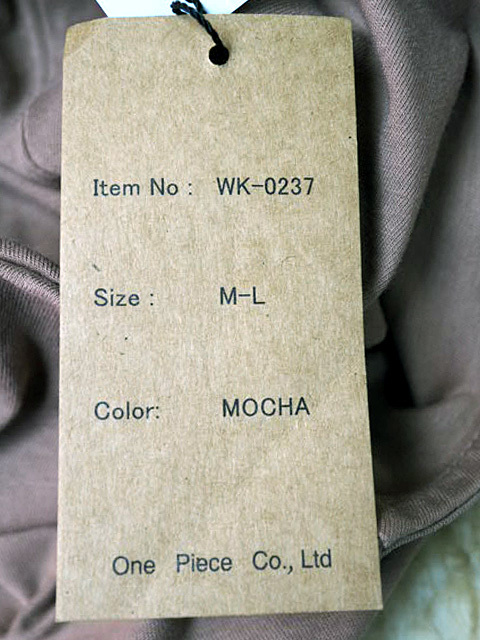 Item No : WK-0237
Size : M-L
Color: MOCHA
One Piece Co., Ltd